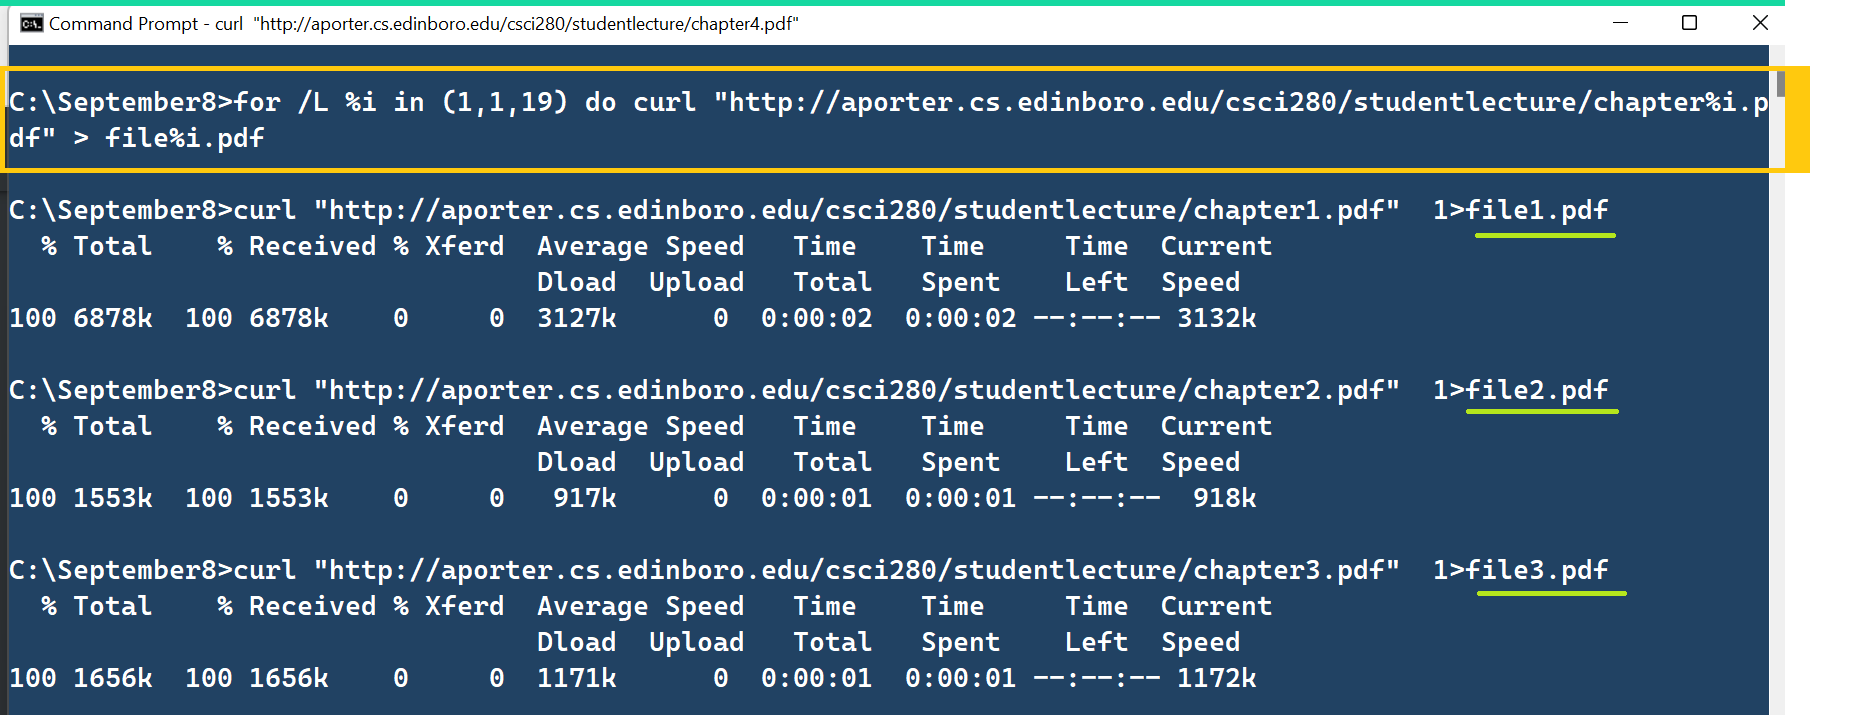 Command Prompt - curl  "http://aporter.cs.edinboro.edu/csci280/studentlecture/chapter4.pdf"
C:\September8>for /L %i in (1,1,19) do curl "http://aporter.cs.edinboro.edu/csci280/studentlecture/chapter%i.p
df" > file%i.pdf
C:\September8>curl "http://aporter.cs.edinboro.edu/csci280/studentlecture/chapter1.pdf"  1>file1.pdf
  % Total    % Received % Xferd  Average Speed   Time    Time     Time  Current
                                 Dload  Upload   Total   Spent    Left  Speed
100 6878k  100 6878k    0     0  3127k      0  0:00:02  0:00:02 --:--:-- 3132k
C:\September8>curl "http://aporter.cs.edinboro.edu/csci280/studentlecture/chapter2.pdf"  1>file2.pdf
  % Total    % Received % Xferd  Average Speed   Time    Time     Time  Current
                                 Dload  Upload   Total   Spent    Left  Speed
100 1553k  100 1553k    0     0   917k      0  0:00:01  0:00:01 --:--:--  918k
C:\September8>curl "http://aporter.cs.edinboro.edu/csci280/studentlecture/chapter3.pdf"  1>file3.pdf
  % Total    % Received % Xferd  Average Speed   Time    Time     Time  Current
                                 Dload  Upload   Total   Spent    Left  Speed
100 1656k  100 1656k    0     0  1171k      0  0:00:01  0:00:01 --:--:-- 1172k